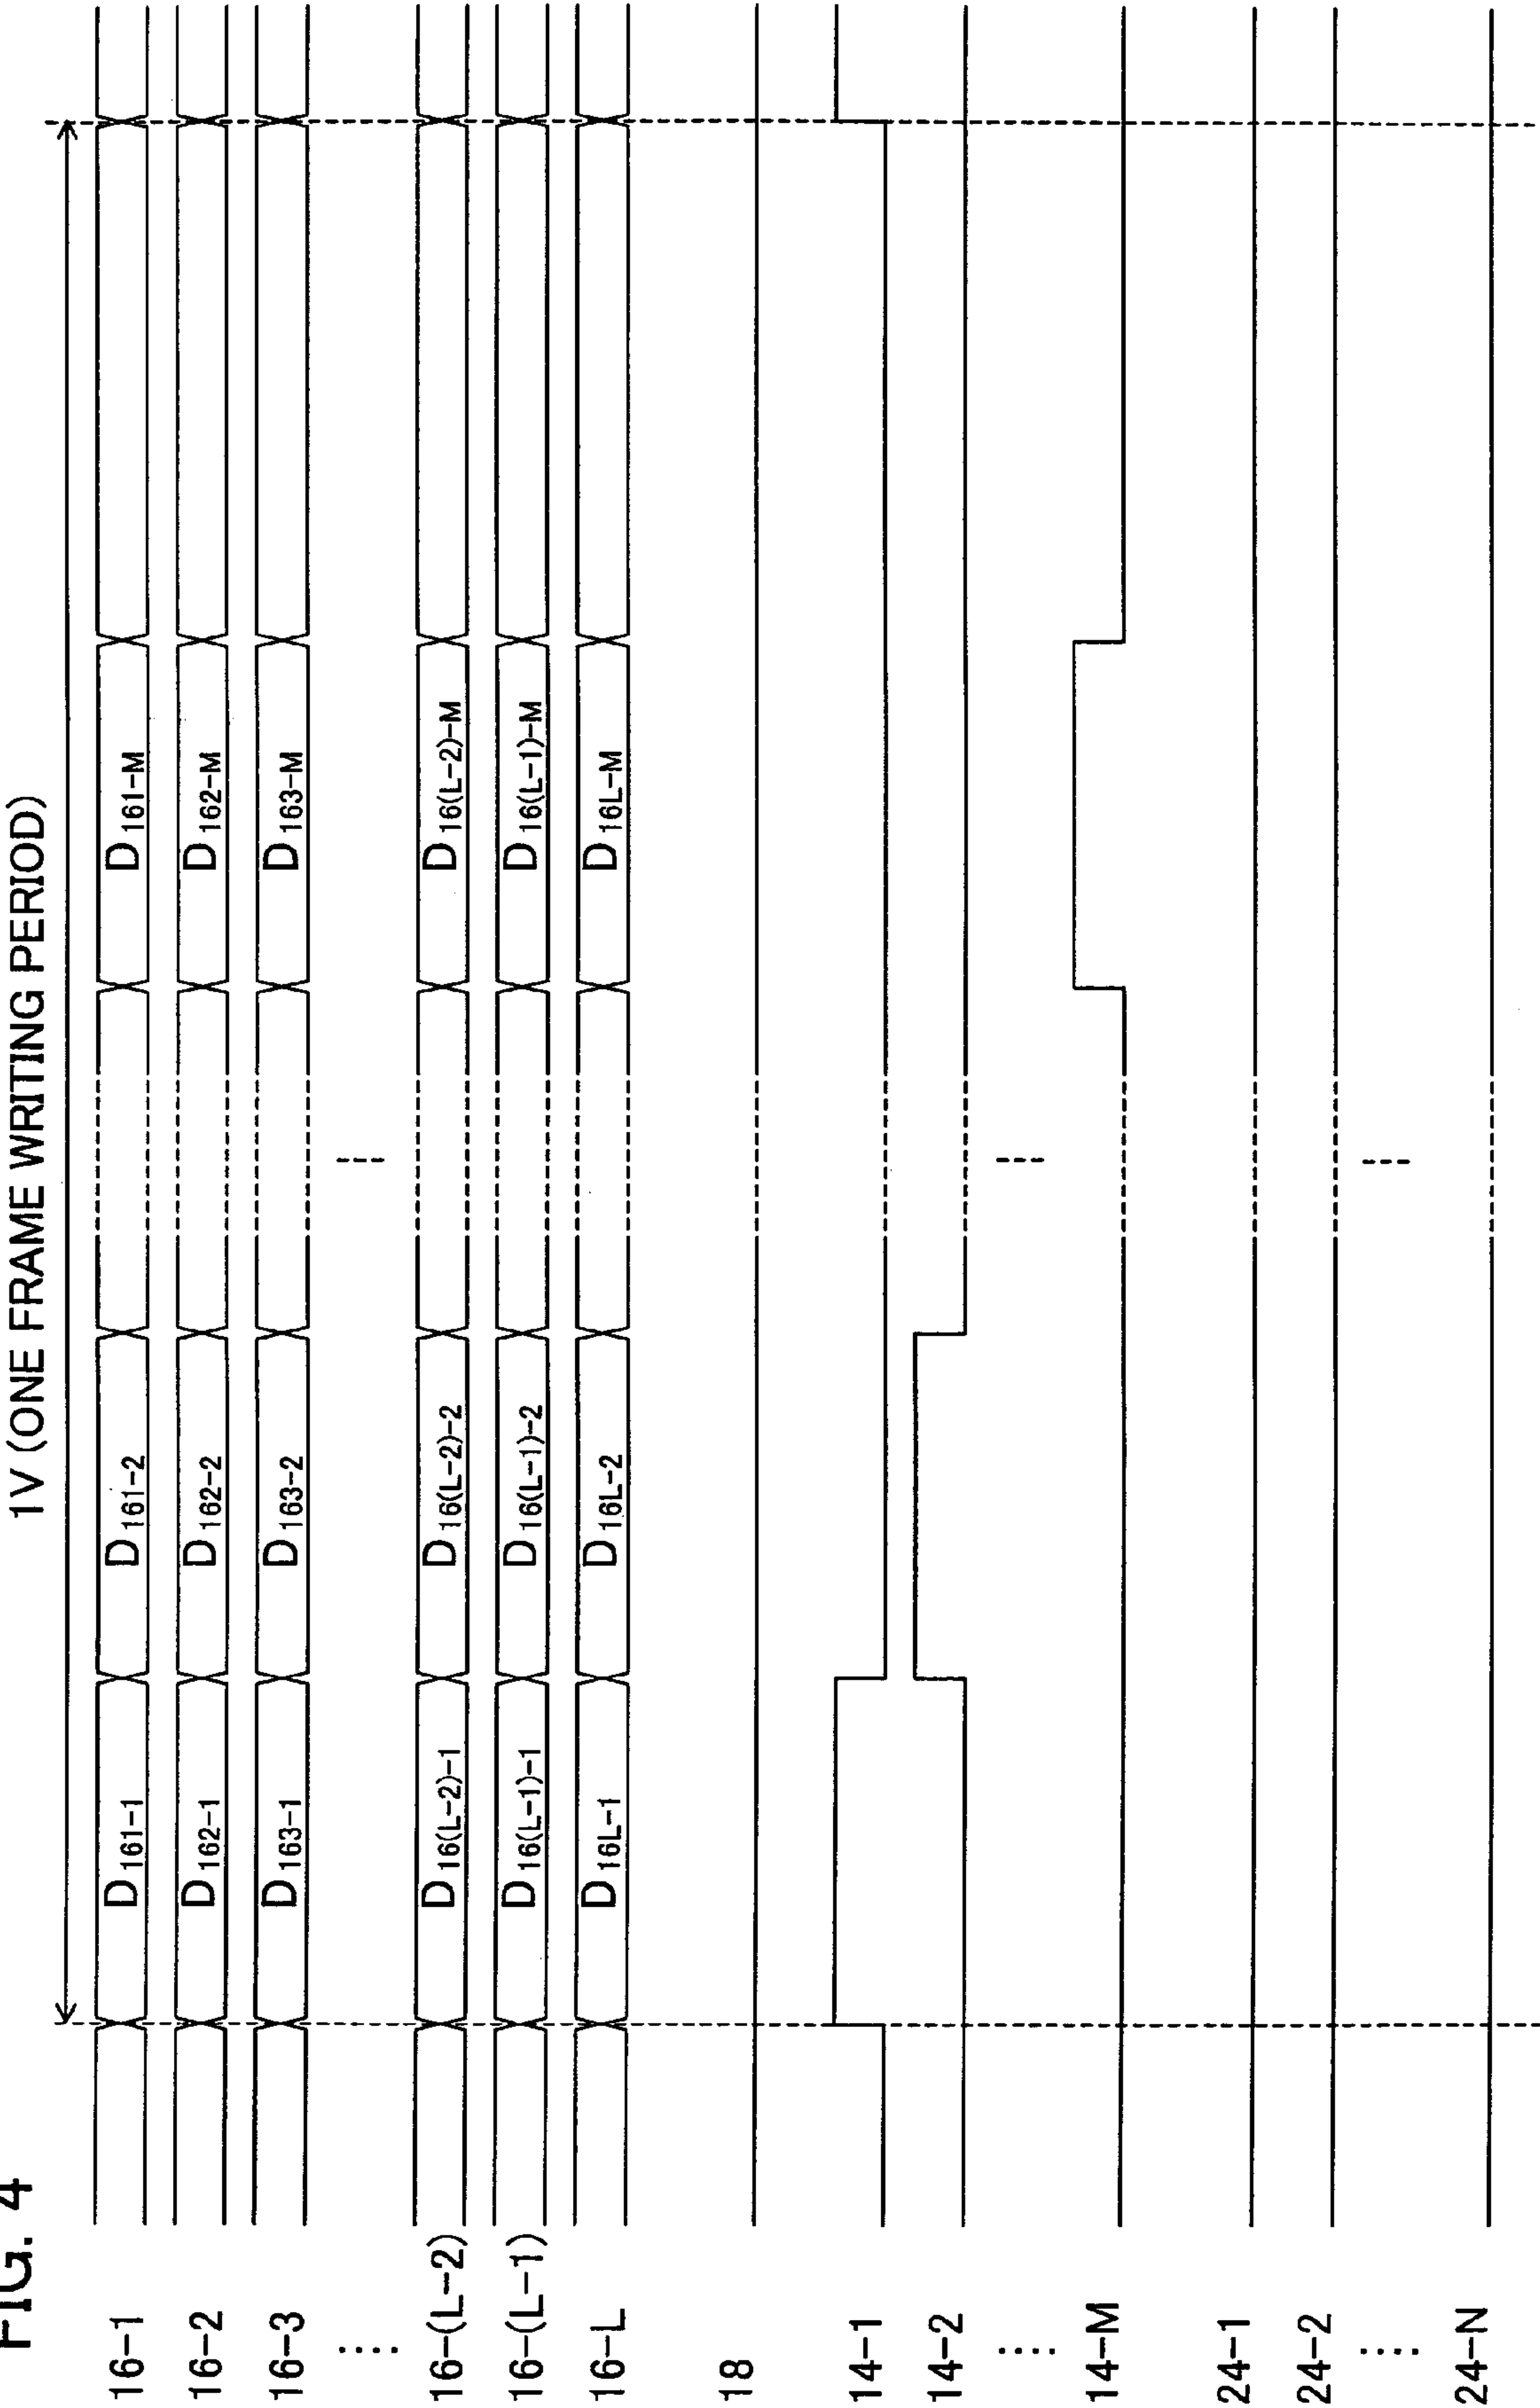 FIG. 4
1V (ONE FRAME WRITING PERIOD)
16-1 D161-1 D161-2 D161-M
16-2 D162-1 D162-2 D162-M
16-3 D163-1 D163-2 D163-M
16-(L-2) D16(L-2)-1 D16(L-2)-2 D16(L-2)-M
16-(L-1) D16(L-1)-1 D16(L-1)-2 D16(L-1)-M
16-L D16L-1 D16L-2 D16L-M
18
14-1
14-2
14-M
24-1
24-2
24-N